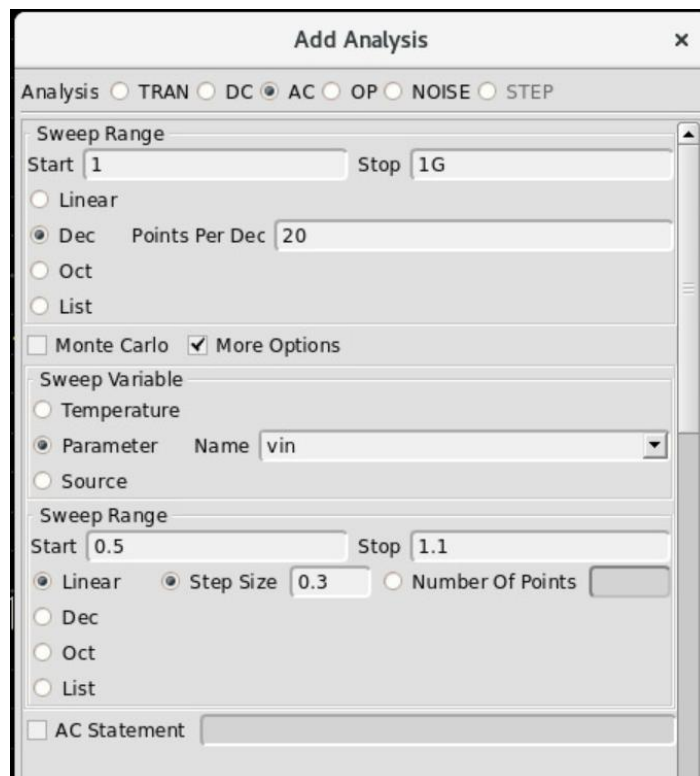 Add Analysis ×
Analysis TRAN DC AC OP NOISE STEP
Sweep Range
Start 1 Stop 1G
Linear
Dec Points Per Dec 20
Oct
List
Monte Carlo More Options
Sweep Variable
Temperature
Parameter Name vin
Source
Sweep Range
Start 0.5 Stop 1.1
Linear Step Size 0.3 Number Of Points
Dec
Oct
List
AC Statement